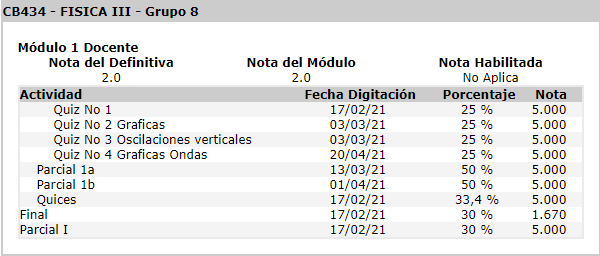 CB434 - FISICA III - Grupo 8
Módulo 1 Docente
Nota del Definitiva Nota del Módulo Nota Habilitada
2.0 2.0 No Aplica
Actividad Fecha Digitación Porcentaje Nota
Quiz No 1 17/02/21 25 % 5.000
Quiz No 2 Graficas 03/03/21 25 % 5.000
Quiz No 3 Oscilaciones verticales 03/03/21 25 % 5.000
Quiz No 4 Graficas Ondas 20/04/21 25 % 5.000
Parcial 1a 13/03/21 50 % 5.000
Parcial 1b 01/04/21 50 % 5.000
Quices 17/02/21 33,4 % 5.000
Final 17/02/21 30 % 1.670
Parcial I 17/02/21 30 % 5.000